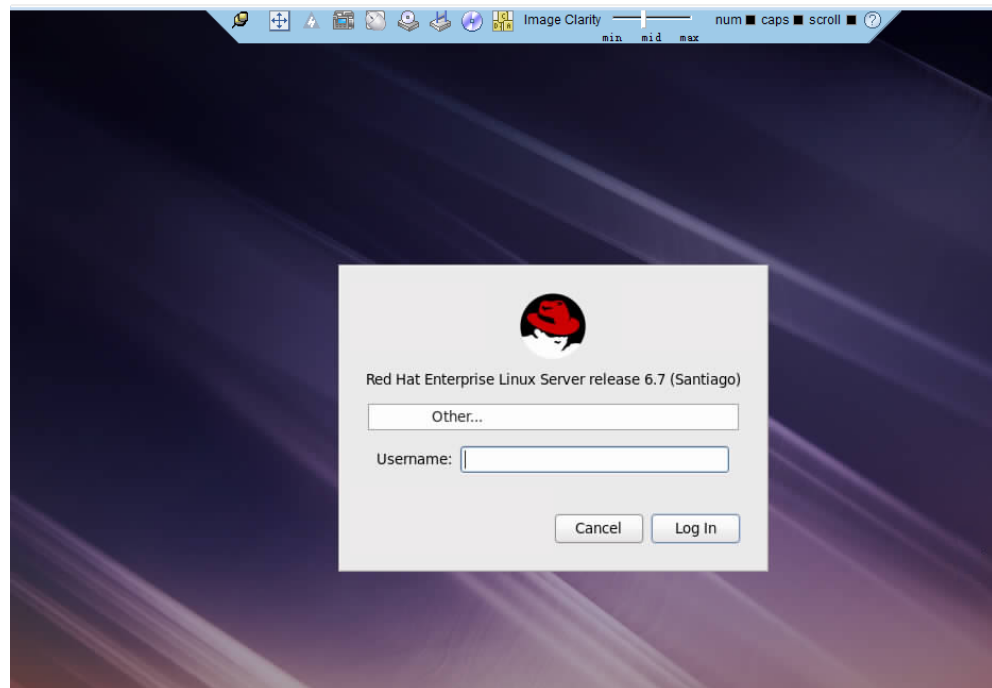 Image Clarity num caps scroll ?
min mid max
Red Hat Enterprise Linux Server release 6.7 (Santiago)
Other...
Username:
Cancel Log In